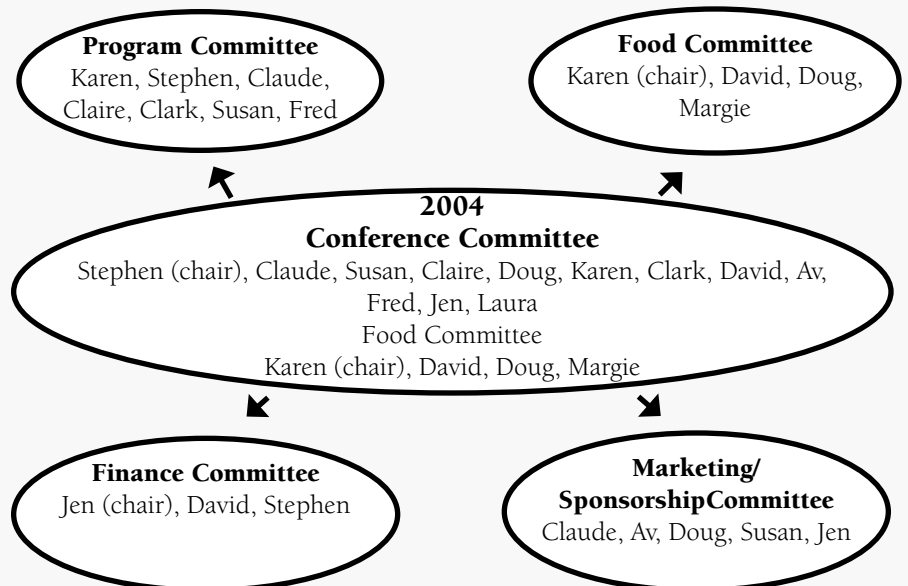 Program Committee
Karen, Stephen, Claude,
Claire, Clark, Susan, Fred
Food Committee
Karen (chair), David, Doug,
Margie
2004
Conference Committee
Stephen (chair), Claude, Susan, Claire, Doug, Karen, Clark, David, Av,
Fred, Jen, Laura
Food Committee
Karen (chair), David, Doug, Margie
Finance Committee
Jen (chair), David, Stephen
Marketing/
SponsorshipCommittee
Claude, Av, Doug, Susan, Jen